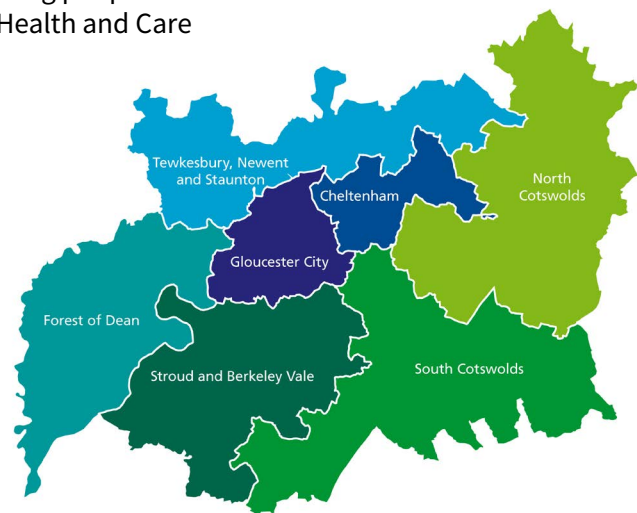 Health and Care
Tewkesbury, Newent
and Staunton
Cheltenham
North
Cotswolds
Gloucester City
Forest of Dean
Stroud and Berkeley Vale
South Cotswolds